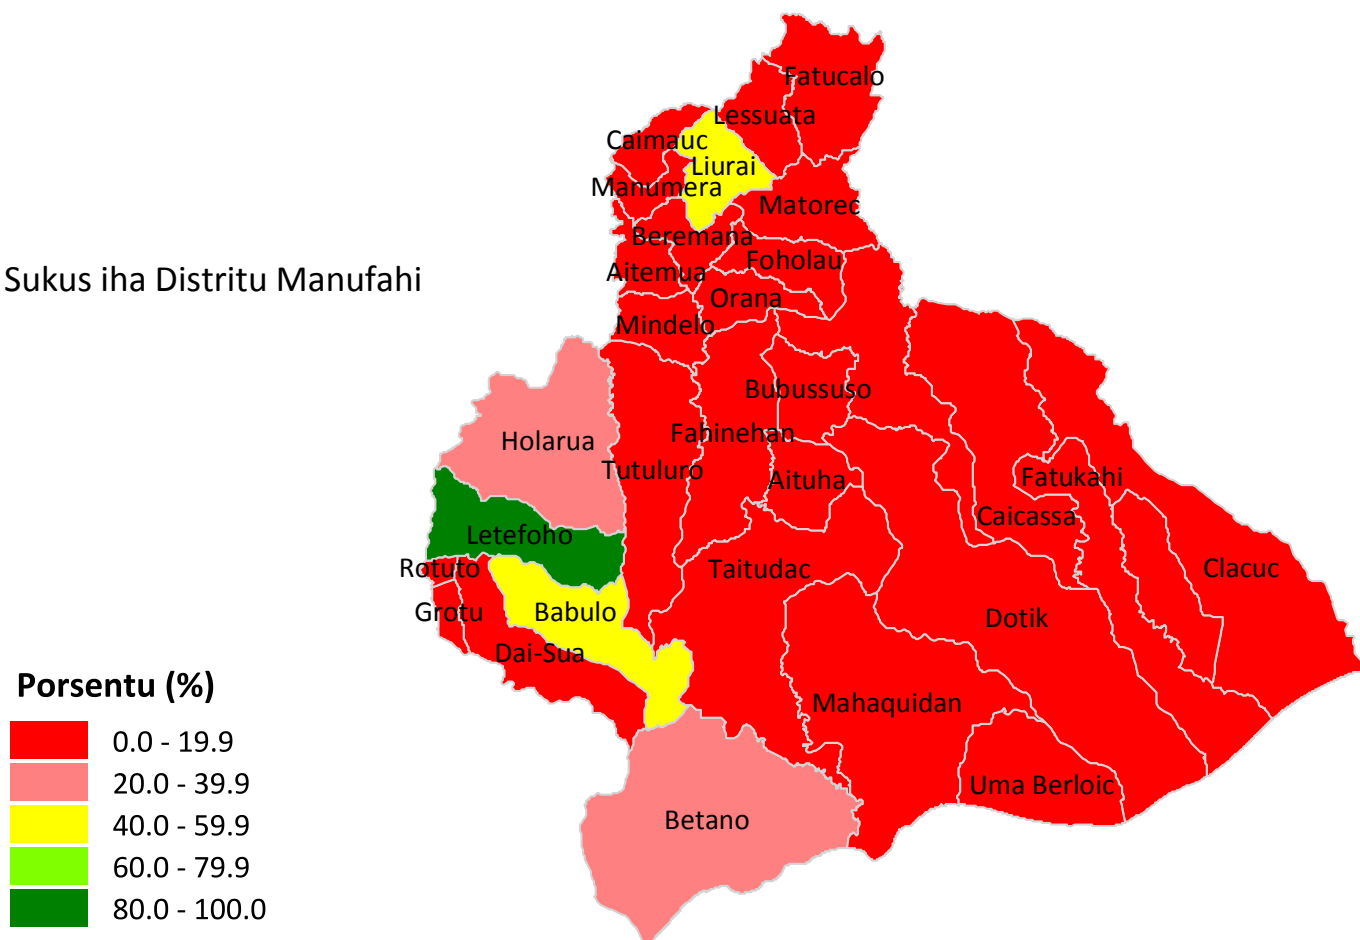 Fatucalo
Lessuata
Caimauc
Liurai
Manumera
Matorec
Beremana
Foholau
Aitemua
Sukus iha Distritu Manufahi
Orana
Mindelo
Bubussuso
Fahinehan
Holarua
Tutuluro
Aituha
Fatukahi
Caicassa
Letefoho
Rotuto
Taitudac
Clacuc
Grotu
Babulo
Dotik
Dai-Sua
Porsentu (%)
Mahaquidan
0.0 - 19.9
20.0 - 39.9
Uma Berloic
40.0 - 59.9
Betano
60.0 - 79.9
80.0 - 100.0